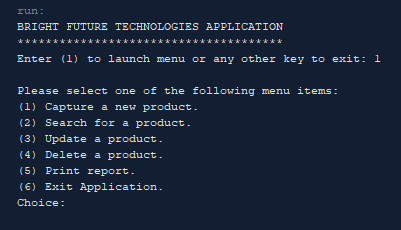 run:
BRIGHT FUTURE TECHNOLOGIES APPLICATION
**************************************
Enter (1) to launch menu or any other key to exit: 1
Please select one of the following menu items:
(1) Capture a new product.
(2) Search for a product.
(3) Update a product.
(4) Delete a product.
(5) Print report.
(6) Exit Application.
Choice: